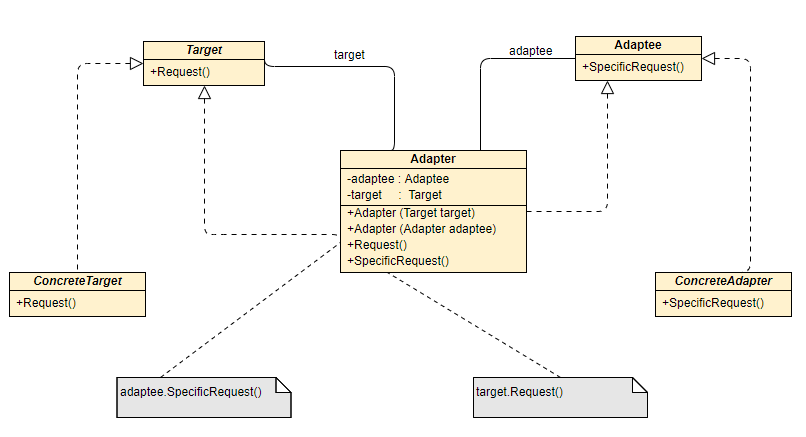 Target
+Request()
target
adaptee
Adaptee
+SpecificRequest()
Adapter
-adaptee : Adaptee
-target : Target
+Adapter (Target target)
+Adapter (Adapter adaptee)
+Request()
+SpecificRequest()
ConcreteTarget
+Request()
ConcreteAdapter
+SpecificRequest()
adaptee.SpecificRequest()
target.Request()